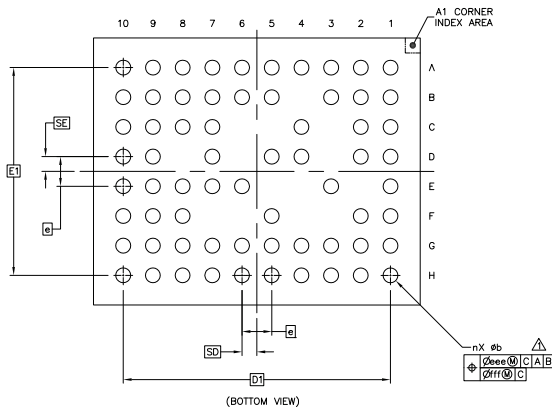 A1 CORNER
INDEX AREA
10 9 8 7 6 5 4 3 2 1
A
B
C
D
E
F
G
H
SE
E1
e
e
SD
D1
nX øb
1
Øeee Ⓜ C A B
Øfff Ⓜ C
(BOTTOM VIEW)